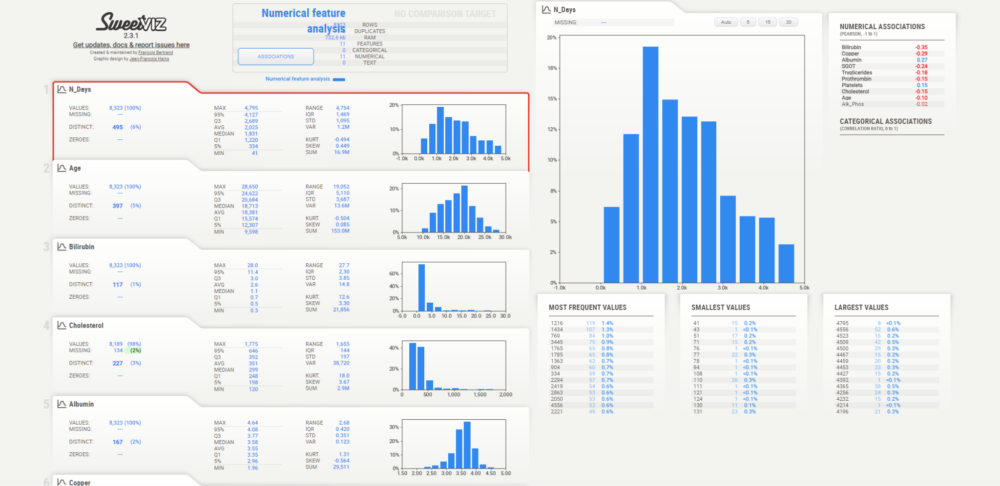 SweetVIZ
2.3.1
Get updates, docs & report issues here
Created & maintained by Francois Bertrand
Graphic design by Jean-Francois Hains
Numerical feature analysis
NO COMPARISON TARGET
8323 ROWS
DUPLICATES
732.6 kb RAM
11 FEATURES
0 CATEGORICAL
11 NUMERICAL
0 TEXT
ASSOCIATIONS
Numerical feature analysis
1 N_Days
VALUES: 8,323 (100%)
MISSING: ---
DISTINCT: 495 (6%)
ZEROES: ---
MAX 4,795
95% 4,127
Q3 2,689
AVG 2,025
MEDIAN 1,831
Q1 1,220
5% 334
MIN 41
RANGE 4,754
IQR 1,469
STD 1,095
VAR 1.2M
KURT. -0.494
SKEW 0.449
SUM 16.9M
20%
10%
0%
-1.0k 0.0k 1.0k 2.0k 3.0k 4.0k 5.0k
2 Age
VALUES: 8,323 (100%)
MISSING: ---
DISTINCT: 397 (5%)
ZEROES: ---
MAX 28,650
95% 24,622
Q3 20,684
MEDIAN 18,713
AVG 18,381
Q1 15,574
5% 12,307
MIN 9,598
RANGE 19,052
IQR 5,110
STD 3,687
VAR 13.6M
KURT. -0.504
SKEW 0.085
SUM 153.0M
20%
10%
0%
5.0k 10.0k 15.0k 20.0k 25.0k 30.0k
3 Bilirubin
VALUES: 8,323 (100%)
MISSING: ---
DISTINCT: 117 (1%)
ZEROES: ---
MAX 28.0
95% 11.4
Q3 3.0
AVG 2.6
MEDIAN 1.1
Q1 0.7
5% 0.5
MIN 0.3
RANGE 27.7
IQR 2.30
STD 3.85
VAR 14.8
KURT. 12.6
SKEW 3.30
SUM 21,856
60%
40%
20%
0%
-5.0 0.0 5.0 10.0 15.0 20.0 25.0 30.0
4 Cholesterol
VALUES: 8,189 (98%)
MISSING: 134 (2%)
DISTINCT: 227 (3%)
ZEROES: ---
MAX 1,775
95% 646
Q3 392
AVG 351
MEDIAN 299
Q1 248
5% 198
MIN 120
RANGE 1,655
IQR 144
STD 197
VAR 38,720
KURT. 18.0
SKEW 3.67
SUM 2.9M
40%
20%
0%
0 500 1,000 1,500 2,000
5 Albumin
VALUES: 8,323 (100%)
MISSING: ---
DISTINCT: 167 (2%)
ZEROES: ---
MAX 4.64
95% 4.08
Q3 3.77
MEDIAN 3.58
AVG 3.55
Q1 3.35
5% 2.96
MIN 1.96
RANGE 2.68
IQR 0.420
STD 0.351
VAR 0.123
KURT. 1.31
SKEW -0.564
SUM 29,511
30%
20%
10%
0%
1.50 2.00 2.50 3.00 3.50 4.00 4.50 5.00
6 Copper
N_Days
MISSING: ---
Auto 5 15 30
20%
18%
15%
12%
10%
8%
5%
2%
0%
-1.0k 0.0k 1.0k 2.0k 3.0k 4.0k 5.0k
NUMERICAL ASSOCIATIONS
(PEARSON, -1 to 1)
Bilirubin -0.35
Copper -0.29
Albumin 0.27
SGOT -0.24
Tryglicerides -0.18
Prothrombin -0.15
Platelets 0.15
Cholesterol -0.15
Age -0.10
Alk_Phos -0.02
CATEGORICAL ASSOCIATIONS
(CORRELATION RATIO, 0 to 1)
MOST FREQUENT VALUES
1216 119 1.4%
1434 107 1.3%
769 84 1.0%
3445 75 0.9%
1765 65 0.8%
1785 65 0.8%
1363 62 0.7%
904 60 0.7%
334 59 0.7%
2294 57 0.7%
2419 54 0.6%
2863 53 0.6%
2050 53 0.6%
4556 52 0.6%
2221 49 0.6%
SMALLEST VALUES
41 15 0.2%
43 1 <0.1%
51 17 0.2%
71 15 0.2%
76 1 <0.1%
77 22 0.3%
78 1 <0.1%
94 1 <0.1%
108 1 <0.1%
110 26 0.3%
111 1 <0.1%
121 1 <0.1%
124 1 <0.1%
130 11 0.1%
131 23 0.3%
LARGEST VALUES
4795 8 <0.1%
4556 52 0.6%
4523 16 0.2%
4509 42 0.5%
4500 29 0.3%
4467 15 0.2%
4459 20 0.2%
4453 23 0.3%
4427 15 0.2%
4392 1 <0.1%
4365 38 0.5%
4256 24 0.3%
4232 15 0.2%
4214 1 <0.1%
4196 21 0.3%